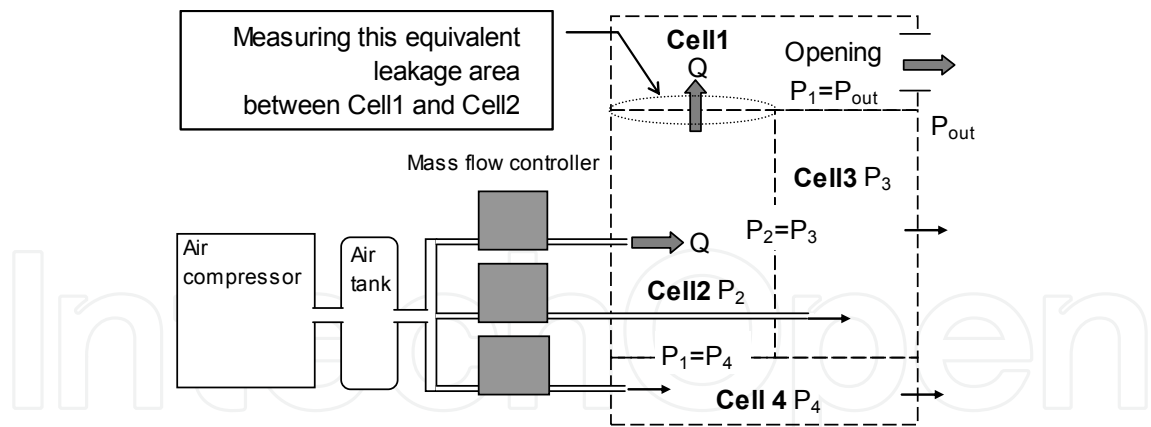 Measuring this equivalent
leakage area
between Cell1 and Cell2
Cell1
Q
Opening
P1=Pout
Pout
Mass flow controller
Cell3 P3
Air
compressor
Air
tank
Q
P2=P3
Cell2 P2
P1=P4
Cell 4 P4
IntechOpen